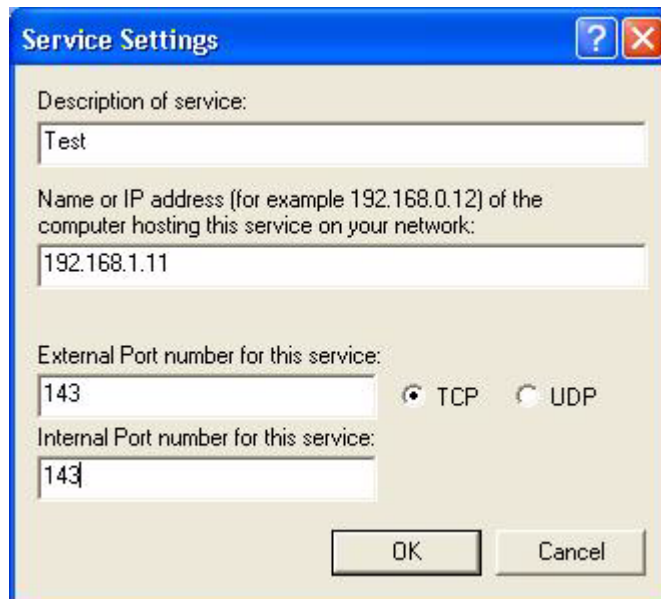 Service Settings
Description of service:
Test
Name or IP address (for example 192.168.0.12) of the
computer hosting this service on your network:
192.168.1.11
External Port number for this service:
143
TCP
UDP
Internal Port number for this service:
143
OK
Cancel